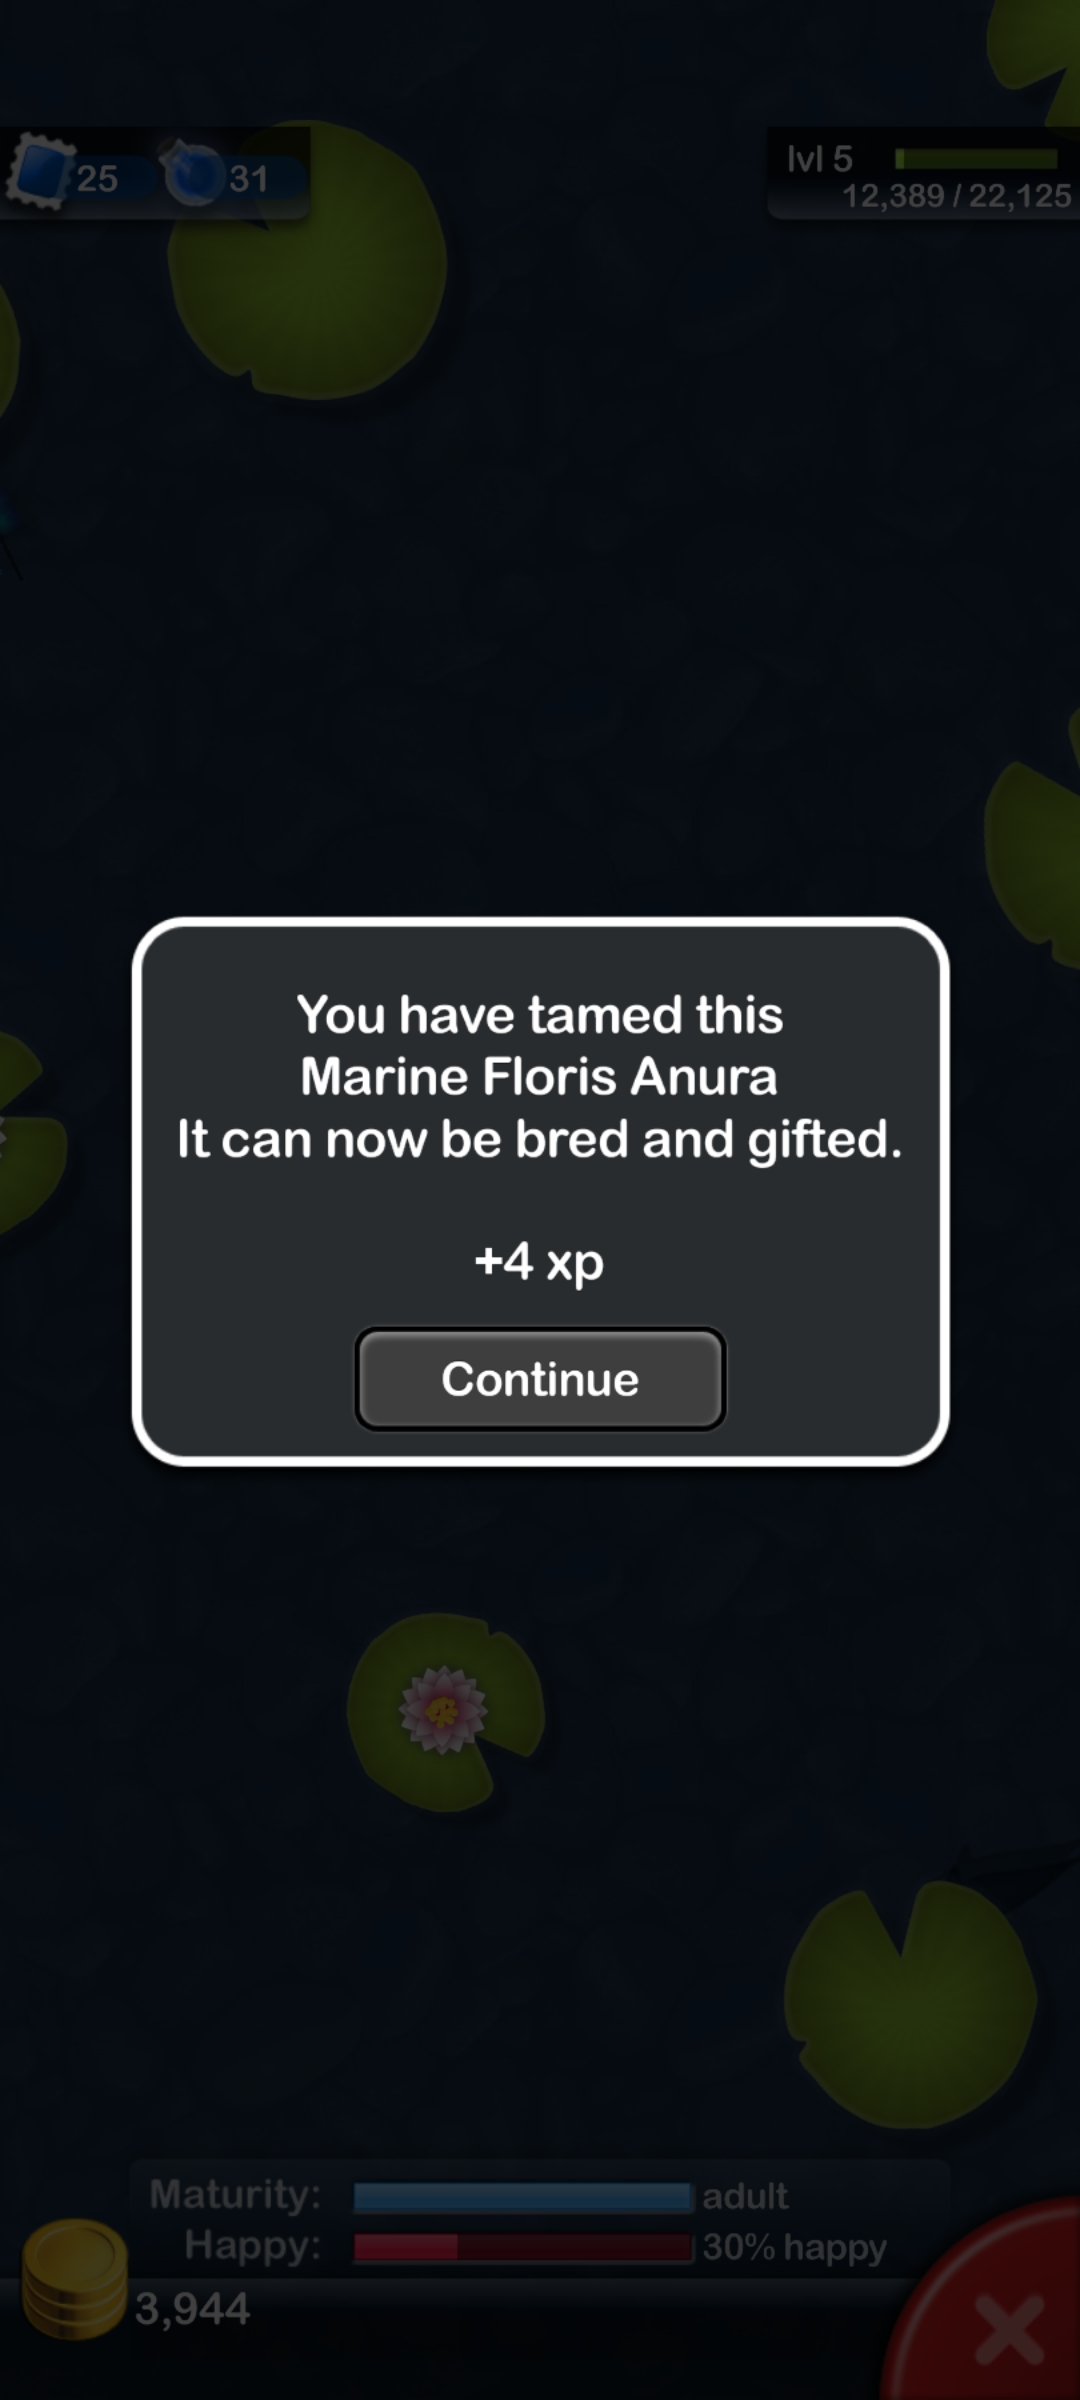 25
31
lvl 5
12,389 / 22,125
You have tamed this
Marine Floris Anura
It can now be bred and gifted.
+4 xp
Continue
Maturity: adult
Happy: 30% happy
3,944